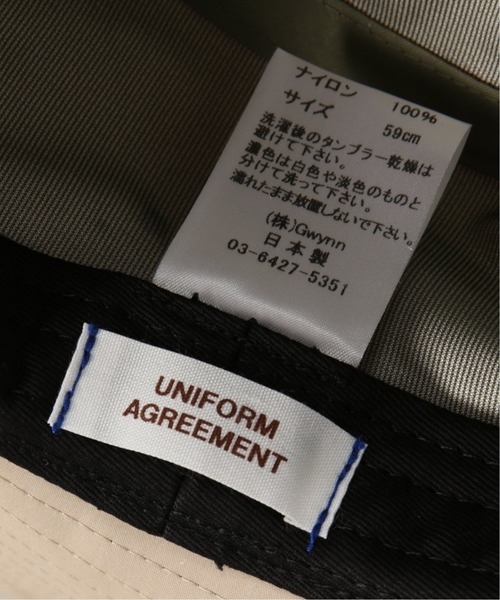 ナイロン 100%
サイズ 59cm
洗濯後のタンブラー乾燥は
避けて下さい。
濃色は白色や淡色のものと
分けて洗って下さい。
濡れたまま放置しないで下さい。
(株)Gwynn
日本製
03-6427-5351
UNIFORM
AGREEMENT